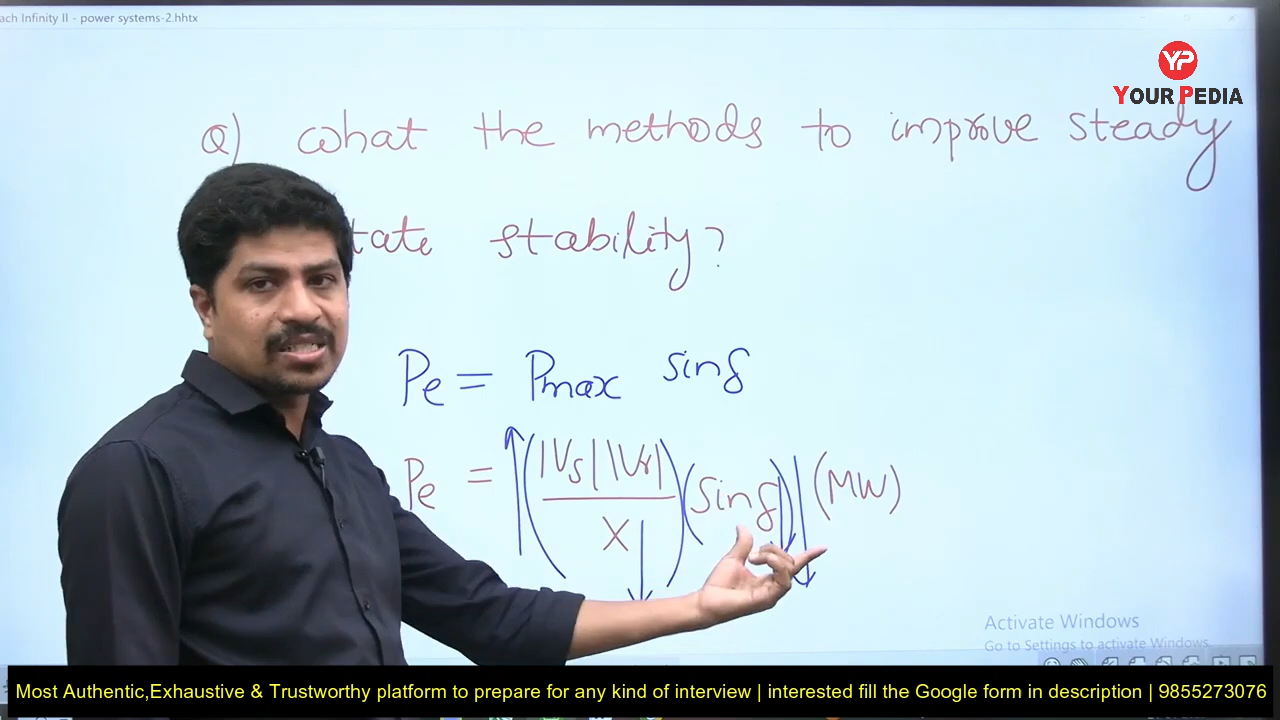 ach Infinity II - power systems-2.hhtx
YP
YOUR PEDIA
Q) What the methods to improve steady
tate stability?
Pe = Pmax sinδ
Pe = (|Vs||Vr| / X) (sinδ) (MW)
Activate Windows
Go to Settings to activate Windows.
Most Authentic,Exhaustive & Trustworthy platform to prepare for any kind of interview | interested fill the Google form in description | 9855273076